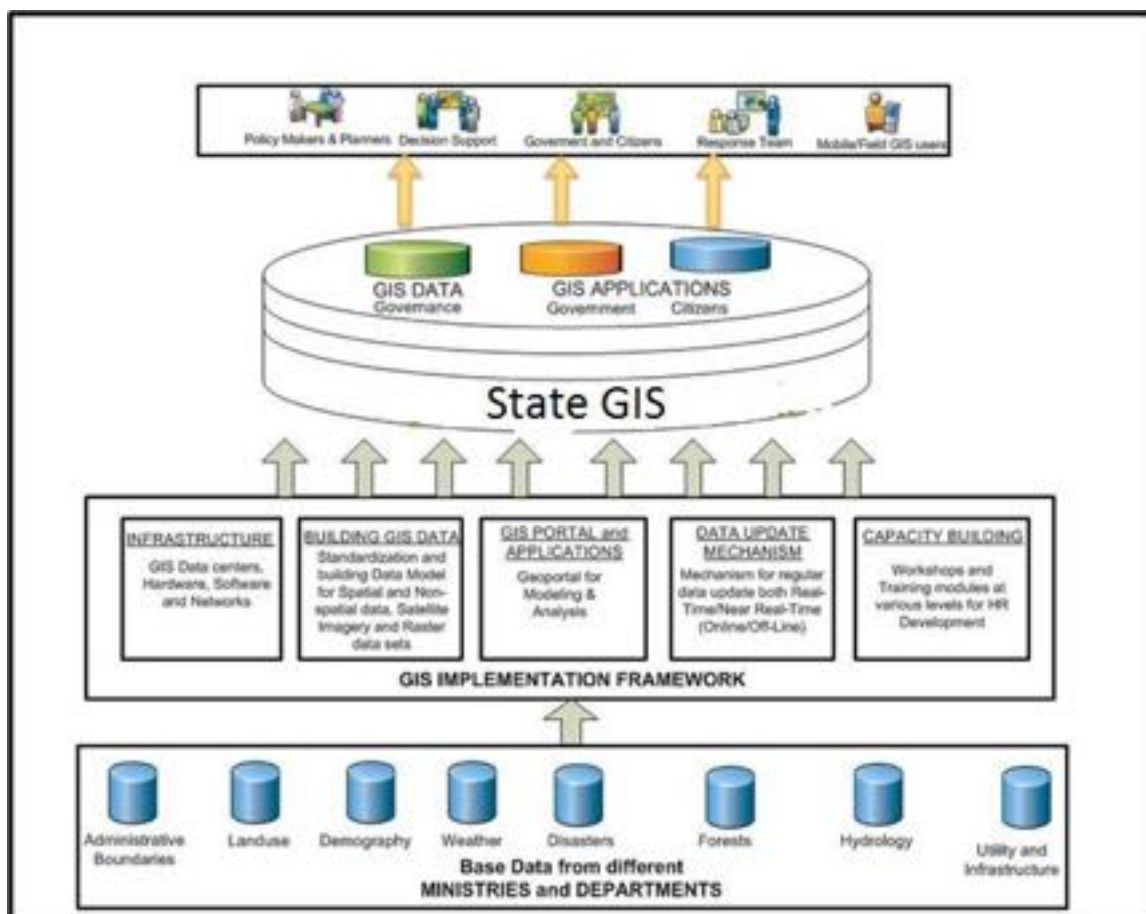 Policy Makers & Planners
Decision Support
Goverment and Citizens
Response Team
Mobile/Field GIS users
GIS DATA
Governance
GIS APPLICATIONS
Government
Citizens
State GIS
INFRASTRUCTURE
GIS Data centers,
Hardware, Software
and Networks
BUILDING GIS DATA
Standardization and
building Data Model
for Spatial and Non-
spatial data, Satellite
Imagery and Raster
data sets
GIS PORTAL and
APPLICATIONS
Geoportal for
Modeling &
Analysis
DATA UPDATE
MECHANISM
Mechanism for regular
data update both Real-
Time/Near Real-Time
(Online/Off-Line)
CAPACITY BUILDING
Workshops and
Training modules at
various levels for HR
Development
GIS IMPLEMENTATION FRAMEWORK
Administrative
Boundaries
Landuse
Demography
Weather
Disasters
Forests
Hydrology
Utility and
Infrastructure
Base Data from different
MINISTRIES and DEPARTMENTS